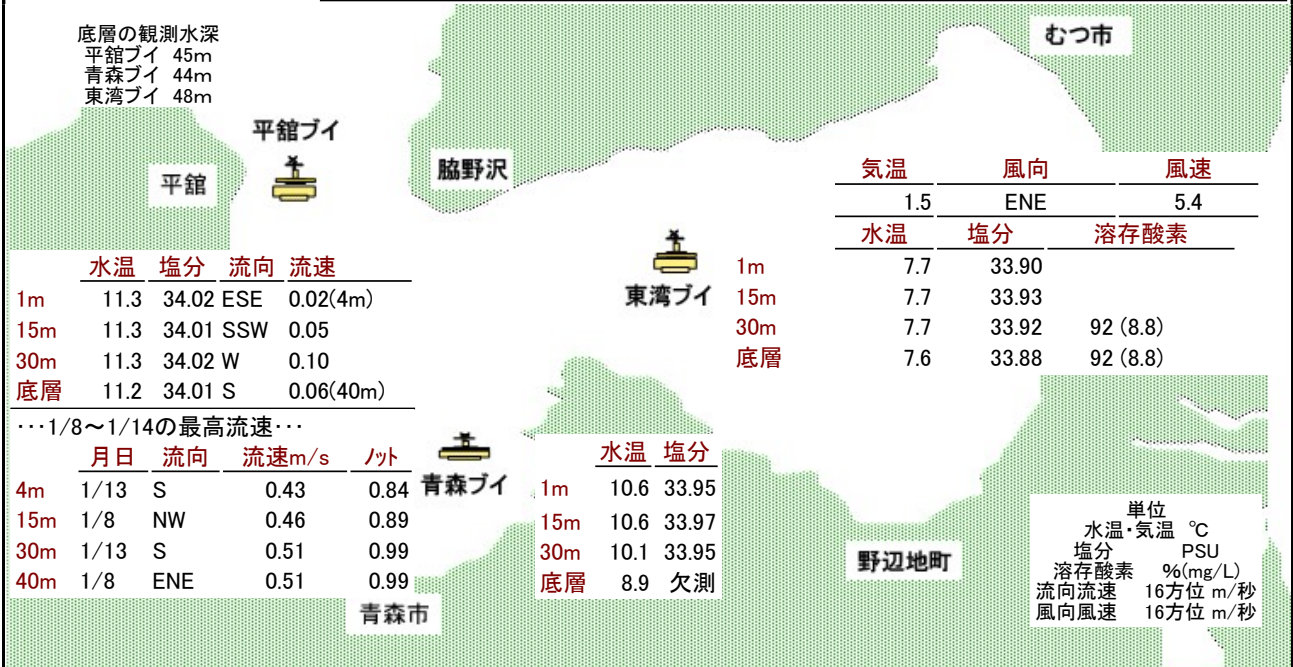 底層の観測水深
平舘ブイ 45m
青森ブイ 44m
東湾ブイ 48m
むつ市
平舘ブイ
平舘
脇野沢
気温 風向 風速
1.5 ENE 5.4
水温 塩分 溶存酸素
1m 7.7 33.90
15m 7.7 33.93
30m 7.7 33.92 92 (8.8)
底層 7.6 33.88 92 (8.8)
東湾ブイ
水温 塩分 流向 流速
1m 11.3 34.02 ESE 0.02(4m)
15m 11.3 34.01 SSW 0.05
30m 11.3 34.02 W 0.10
底層 11.2 34.01 S 0.06(40m)
･･･1/8～1/14の最高流速･･･
月日 流向 流速m/s ﾉｯﾄ
4m 1/13 S 0.43 0.84
15m 1/8 NW 0.46 0.89
30m 1/13 S 0.51 0.99
40m 1/8 ENE 0.51 0.99
青森ブイ
水温 塩分
1m 10.6 33.95
15m 10.6 33.97
30m 10.1 33.95
底層 8.9 欠測
青森市
野辺地町
単位
水温･気温 ℃
塩分 PSU
溶存酸素 %(mg/L)
流向流速 16方位 m/秒
風向風速 16方位 m/秒